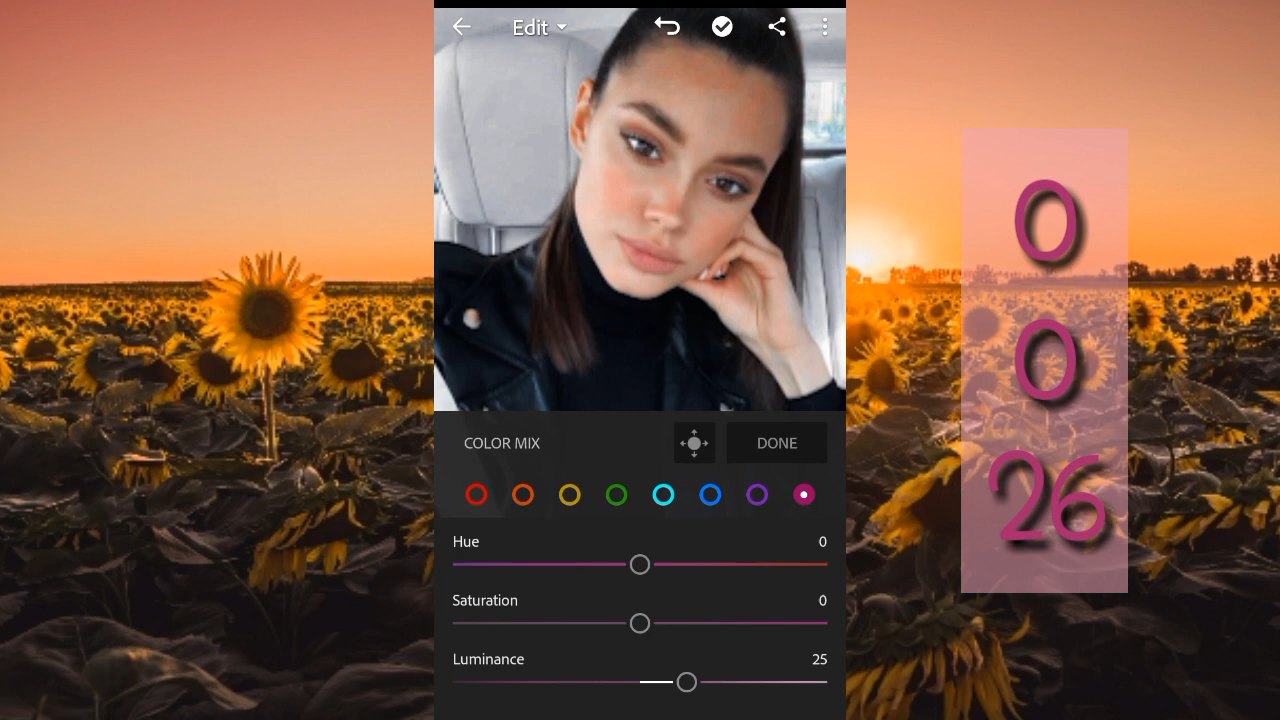 Edit
COLOR MIX
DONE
Hue 0
Saturation 0
Luminance 25
0
0
26